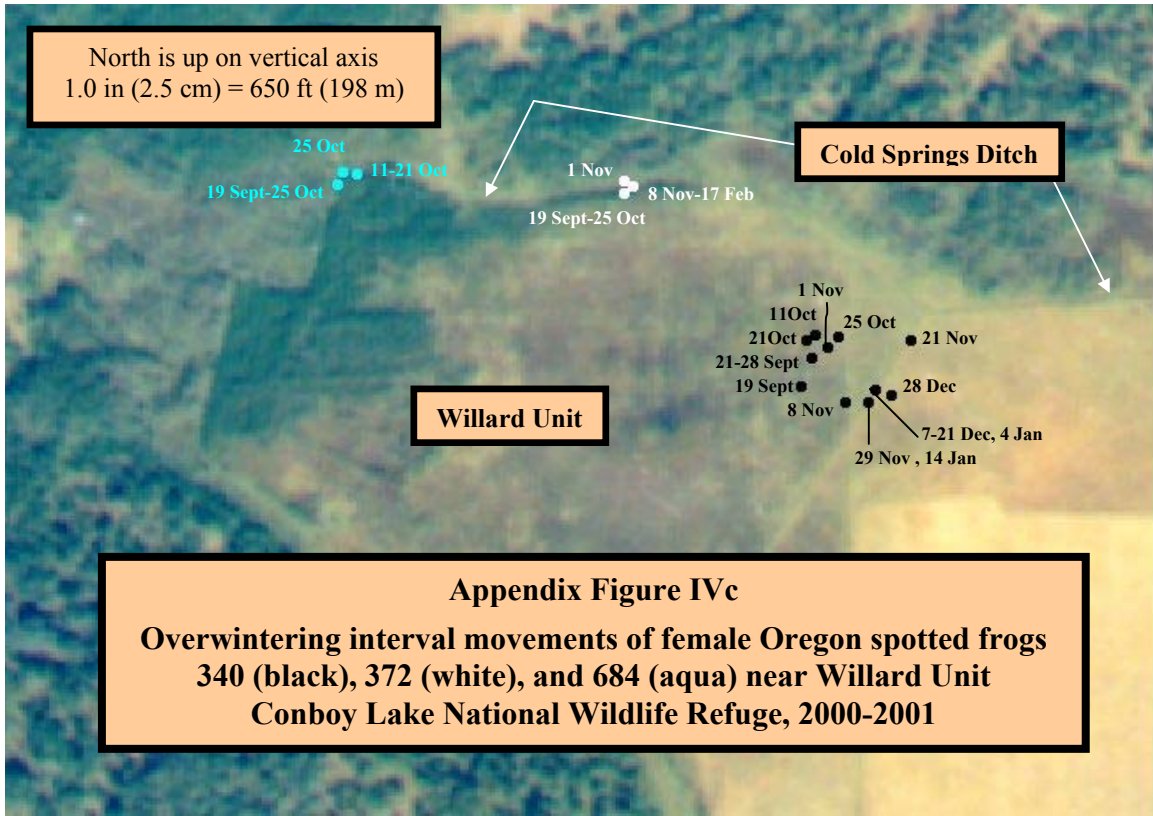 North is up on vertical axis
1.0 in (2.5 cm) = 650 ft (198 m)
25 Oct
11-21 Oct
19 Sept-25 Oct
1 Nov
8 Nov-17 Feb
19 Sept-25 Oct
Cold Springs Ditch
1 Nov
11Oct
25 Oct
21Oct
21 Nov
21-28 Sept
19 Sept
28 Dec
8 Nov
7-21 Dec, 4 Jan
29 Nov , 14 Jan
Willard Unit
Appendix Figure IVc
Overwintering interval movements of female Oregon spotted frogs
340 (black), 372 (white), and 684 (aqua) near Willard Unit
Conboy Lake National Wildlife Refuge, 2000-2001